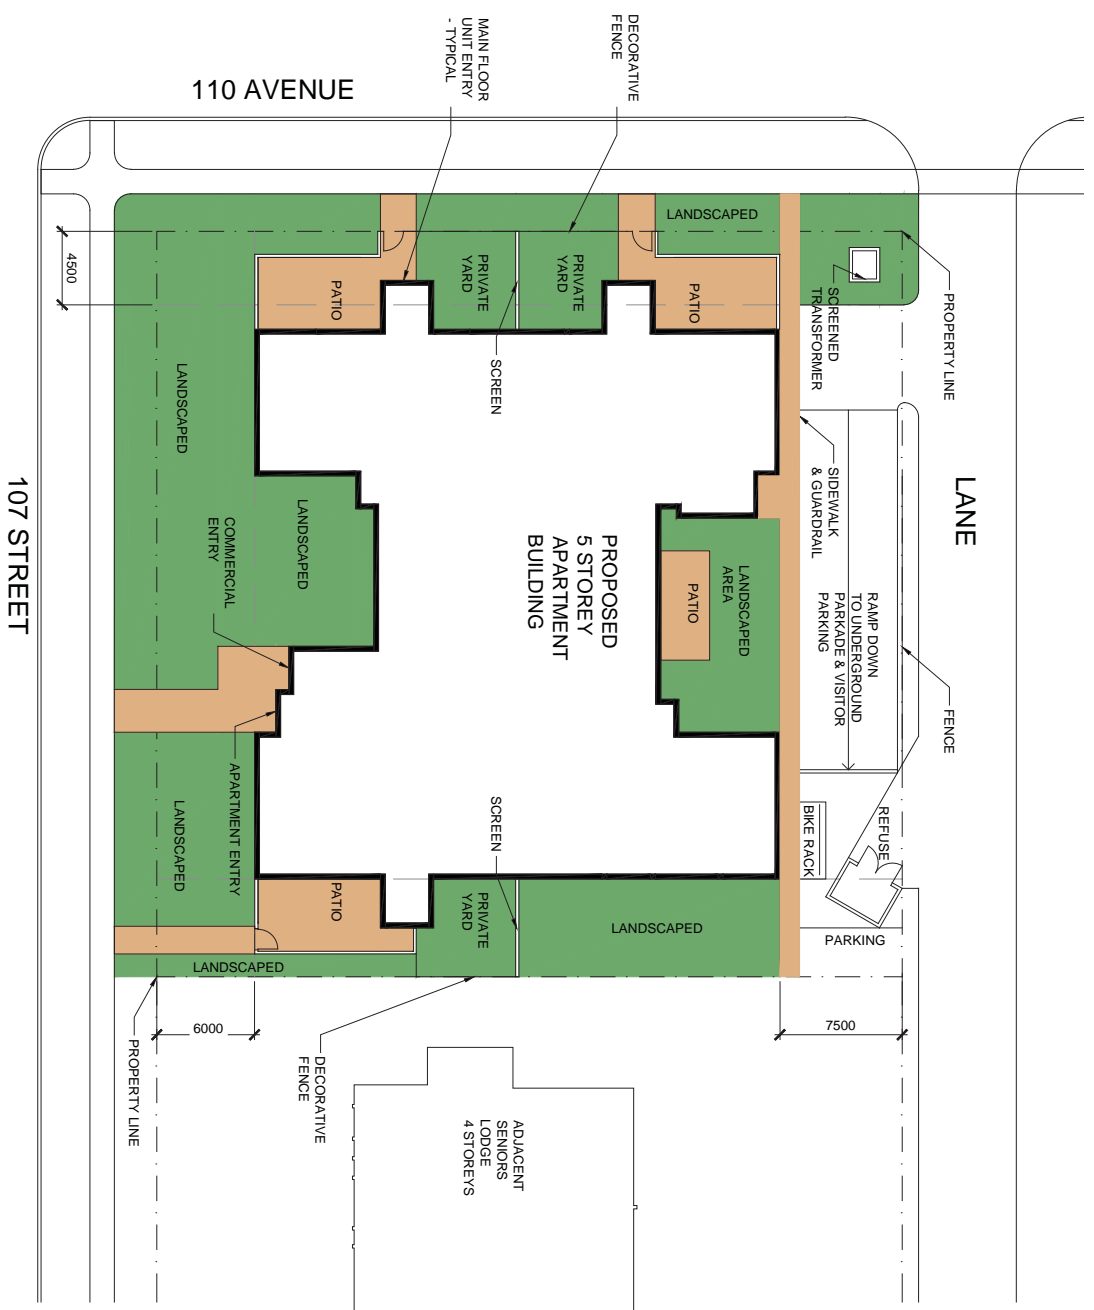 110 AVENUE
DECORATIVE
FENCE
MAIN FLOOR
UNIT ENTRY
- TYPICAL
LANDSCAPED
PRIVATE
YARD
PRIVATE
YARD
PATIO
PATIO
4500
SCREENED
TRANSFORMER
PROPERTY LINE
SCREEN
LANDSCAPED
107 STREET
LANE
SIDEWALK
& GUARDRAIL
LANDSCAPED
COMMERCIAL
ENTRY
PROPOSED
5 STOREY
APARTMENT
BUILDING
LANDSCAPED
AREA
PATIO
RAMP DOWN
TO UNDERGROUND
PARKADE & VISITOR
PARKING
FENCE
APARTMENT ENTRY
LANDSCAPED
SCREEN
BIKE RACK
REFUSE
PATIO
PRIVATE
YARD
LANDSCAPED
PARKING
LANDSCAPED
6000
7500
PROPERTY LINE
DECORATIVE
FENCE
ADJACENT
SENIORS
LODGE
4 STOREYS